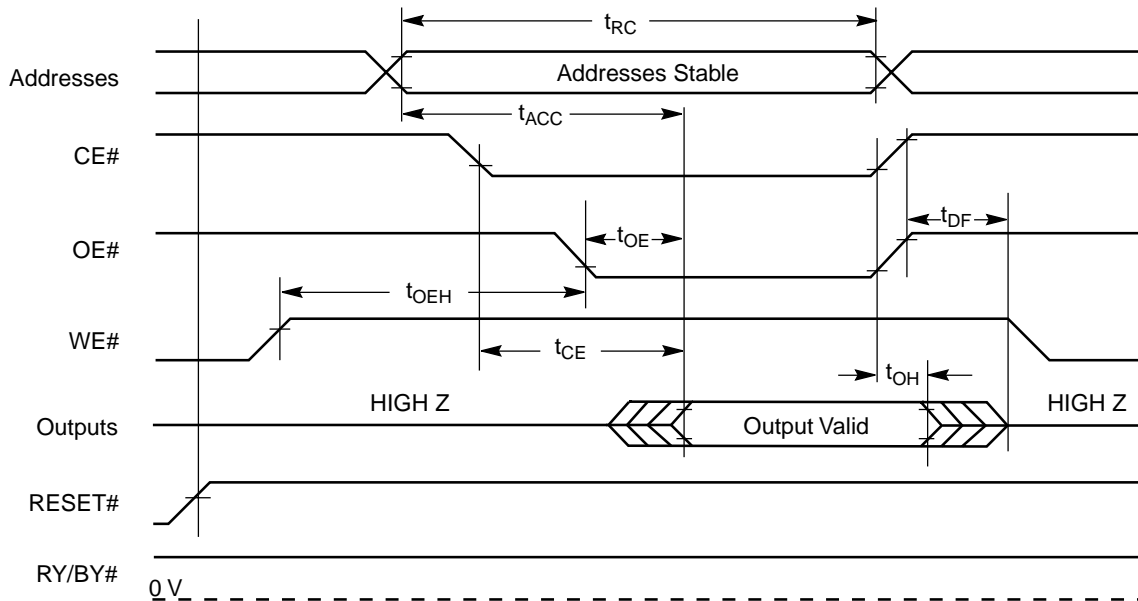 tRC
Addresses
Addresses Stable
tACC
CE#
tDF
OE#
tOE
tOEH
WE#
tCE
tOH
HIGH Z
HIGH Z
Outputs
Output Valid
RESET#
RY/BY#
0 V